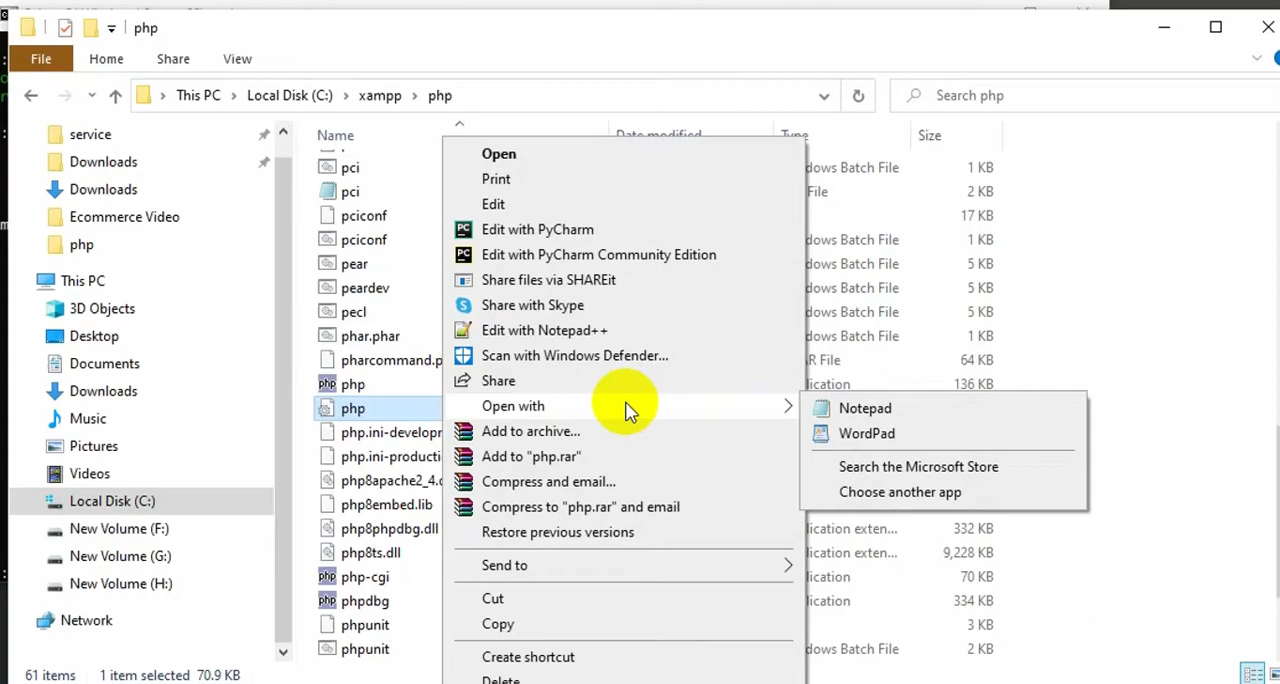 php
File Home Share View
This PC > Local Disk (C:) > xampp > php
Search php
service
Downloads
Downloads
Ecommerce Video
php
This PC
3D Objects
Desktop
Documents
Downloads
Music
Pictures
Videos
Local Disk (C:)
New Volume (F:)
New Volume (G:)
New Volume (H:)
Network
Name Date modified Type Size
pci dows Batch File 1 KB
pci File 2 KB
pciconf 17 KB
pciconf dows Batch File 1 KB
pear dows Batch File 5 KB
peardev dows Batch File 5 KB
pecl dows Batch File 5 KB
phar.phar dows Batch File 1 KB
pharcommand.p R File 64 KB
php lication 136 KB
php
php.ini-developr
php.ini-producti
php8apache2_4.c
php8embed.lib
php8phpdbg.dll lication exten... 332 KB
php8ts.dll lication exten... 9,228 KB
php-cgi lication 70 KB
phpdbg lication 334 KB
phpunit 3 KB
phpunit dows Batch File 1 KB
Open
Print
Edit
Edit with PyCharm
Edit with PyCharm Community Edition
Share files via SHAREit
Share with Skype
Edit with Notepad++
Scan with Windows Defender...
Share
Open with
Add to archive...
Add to "php.rar"
Compress and email...
Compress to "php.rar" and email
Restore previous versions
Send to
Cut
Copy
Create shortcut
Delete
Notepad
WordPad
Search the Microsoft Store
Choose another app
61 items 1 item selected 70.9 KB